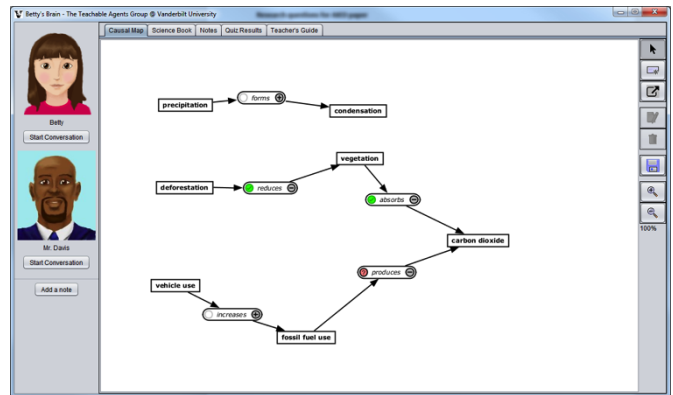 Betty's Brain - The Teachable Agents Group @ Vanderbilt University
Causal Map Science Book Notes Quiz Results Teacher's Guide
Betty
Start Conversation
Mr. Davis
Start Conversation
Add a note
precipitation
forms
condensation
vegetation
deforestation
reduces
absorbs
carbon dioxide
produces
vehicle use
increases
fossil fuel use
100%